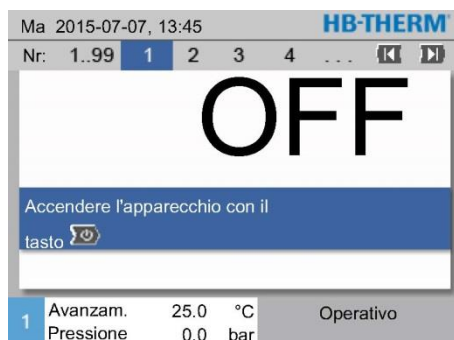 Ma 2015-07-07, 13:45 HB-THERM
Nr: 1..99 1 2 3 4 ...
OFF
Accendere l'apparecchio con il
tasto
1 Avanzam. 25.0 °C Operativo
Pressione 0.0 bar